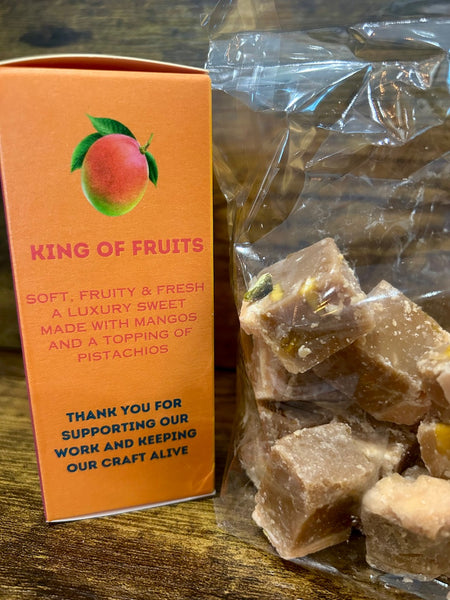 KING OF FRUITS
SOFT, FRUITY & FRESH
A LUXURY SWEET
MADE WITH MANGOS
AND A TOPPING OF
PISTACHIOS
THANK YOU FOR
SUPPORTING OUR
WORK AND KEEPING
OUR CRAFT ALIVE